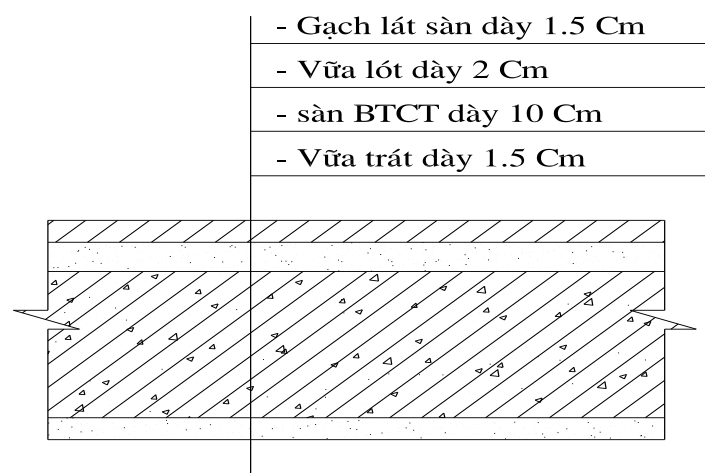 - Gạch lát sàn dày 1.5 Cm
- Vữa lót dày 2 Cm
- sàn BTCT dày 10 Cm
- Vữa trát dày 1.5 Cm